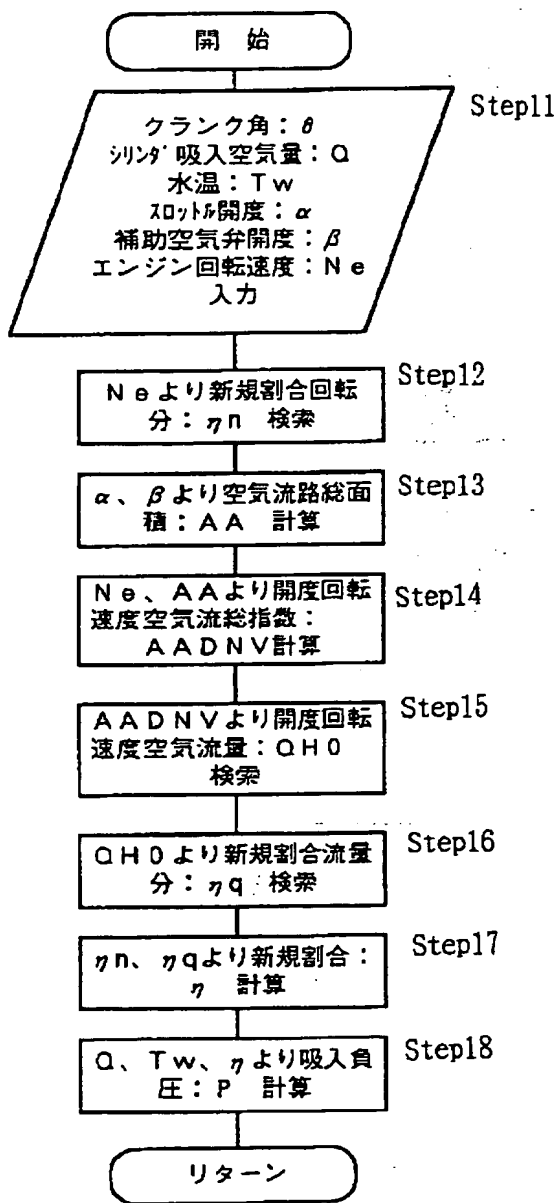 開 始
Step11
クランク角:θ
シリンダ吸入空気量:Q
水温:Tw
スロットル開度:α
補助空気弁開度:β
エンジン回転速度:Ne
入力
Step12
Neより新規割合回転
分:ηn 検索
Step13
α、βより空気流路総面
積:AA 計算
Step14
Ne、AAより開度回転
速度空気流総指数:
AADNV計算
Step15
AADNVより開度回転
速度空気流量:QH0
検索
Step16
QH0より新規割合流量
分:ηq 検索
Step17
ηn、ηqより新規割合:
η 計算
Step18
Q、Tw、ηより吸入負
圧:P 計算
リターン